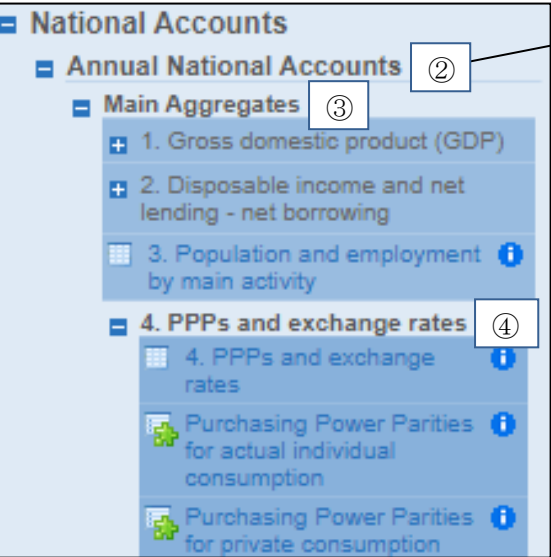 National Accounts
Annual National Accounts ②
Main Aggregates ③
1. Gross domestic product (GDP)
2. Disposable income and net
lending - net borrowing
3. Population and employment
by main activity
4. PPPs and exchange rates ④
4. PPPs and exchange
rates
Purchasing Power Parities
for actual individual
consumption
Purchasing Power Parities
for private consumption